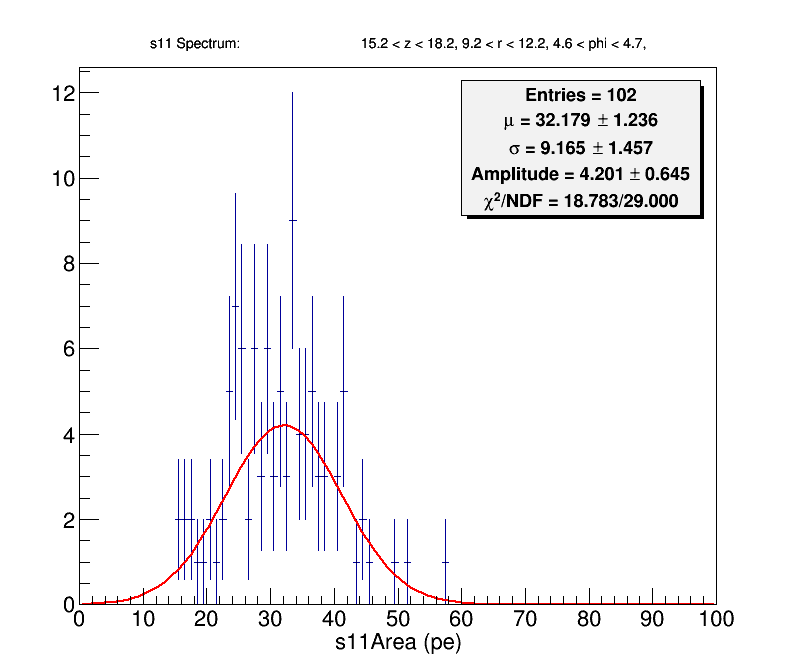 s11 Spectrum: 15.2 < z < 18.2, 9.2 < r < 12.2, 4.6 < phi < 4.7,
Entries = 102
μ = 32.179 ± 1.236
σ = 9.165 ± 1.457
Amplitude = 4.201 ± 0.645
χ²/NDF = 18.783/29.000
12
10
8
6
4
2
0
0 10 20 30 40 50 60 70 80 90 100
s11Area (pe)